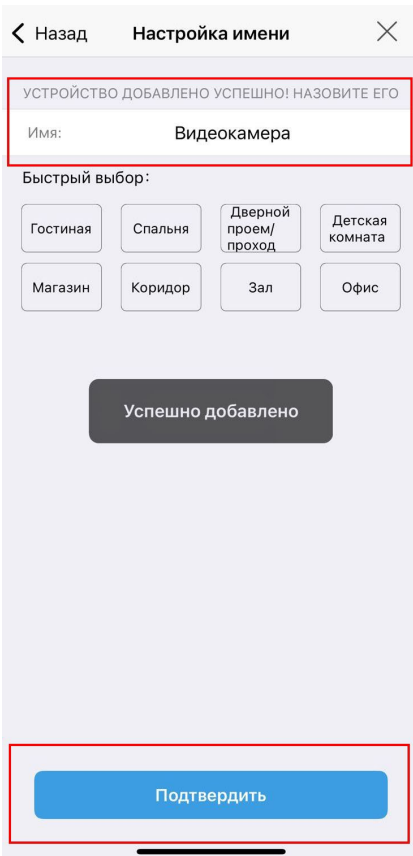 Назад
Настройка имени
УСТРОЙСТВО ДОБАВЛЕНО УСПЕШНО! НАЗОВИТЕ ЕГО
Имя: Видеокамера
Быстрый выбор:
Гостиная
Спальня
Дверной
проем/
проход
Детская
комната
Магазин
Коридор
Зал
Офис
Успешно добавлено
Подтвердить